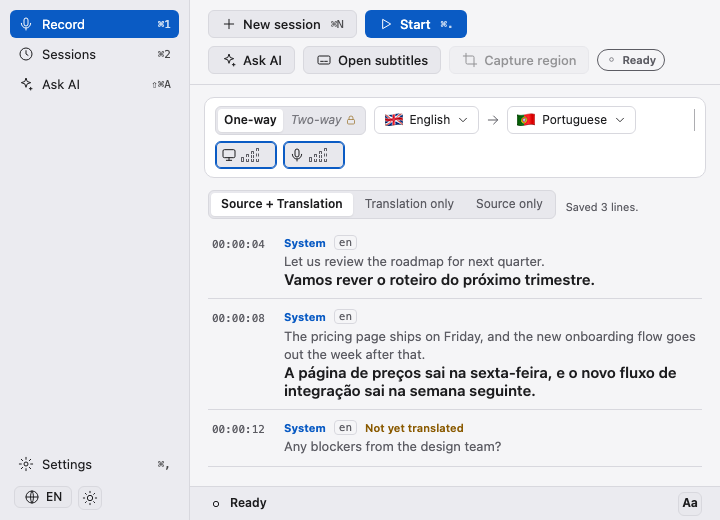 Record ⌘1
Sessions ⌘2
Ask AI ⇧⌘A
Settings ⌘,
EN
New session ⌘N
Start ⌘.
Ask AI
Open subtitles
Capture region
Ready
One-way
Two-way
English
Portuguese
Source + Translation
Translation only
Source only
Saved 3 lines.
00:00:04 System en
Let us review the roadmap for next quarter.
Vamos rever o roteiro do próximo trimestre.
00:00:08 System en
The pricing page ships on Friday, and the new onboarding flow goes
out the week after that.
A página de preços sai na sexta-feira, e o novo fluxo de
integração sai na semana seguinte.
00:00:12 System en Not yet translated
Any blockers from the design team?
Ready
Aa